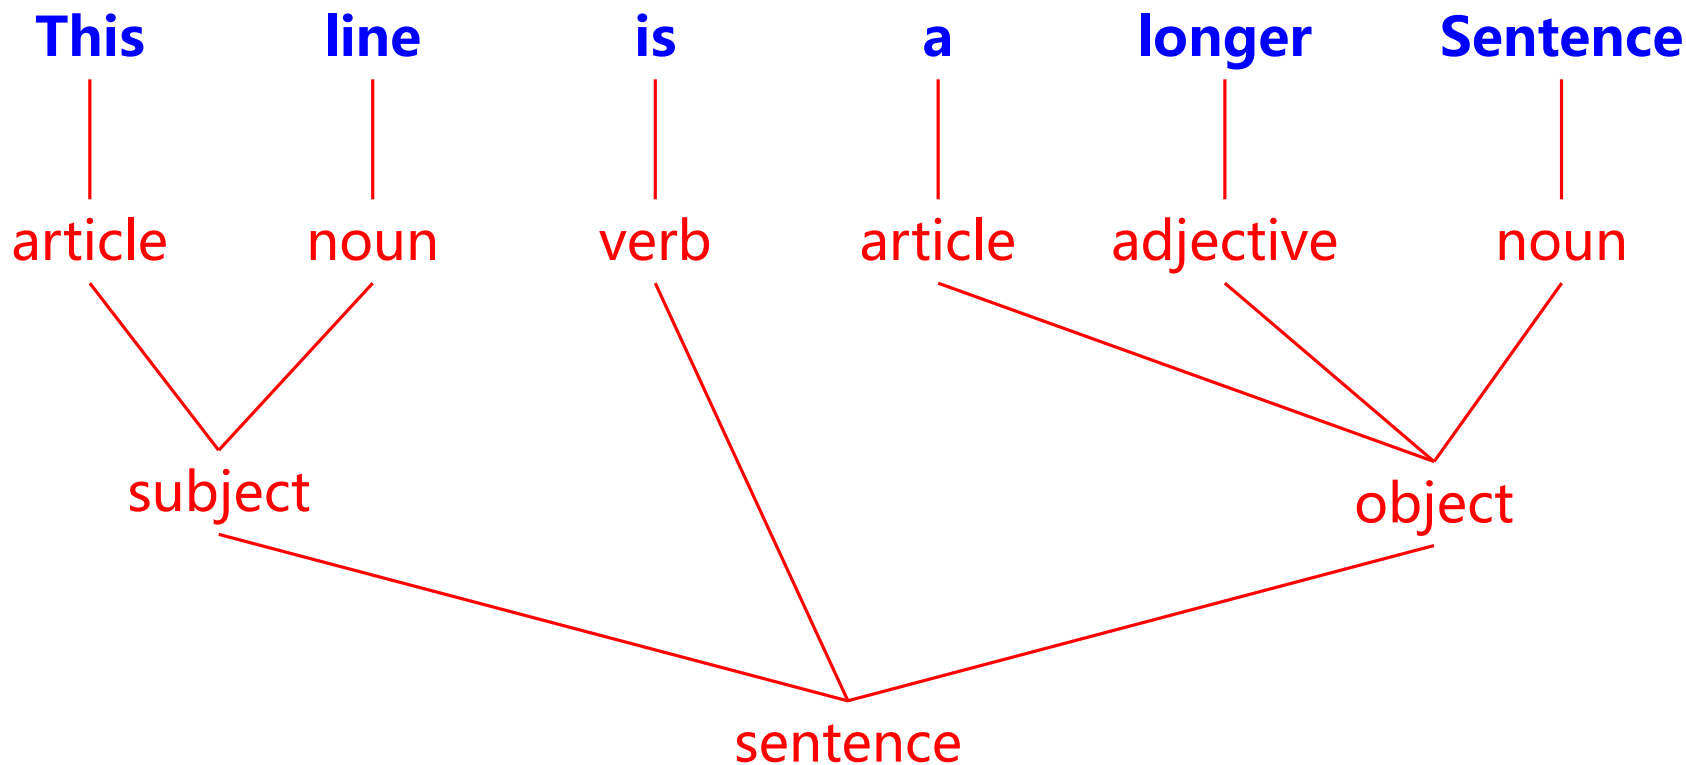 This line is a longer Sentence
article noun verb article adjective noun
subject object
sentence